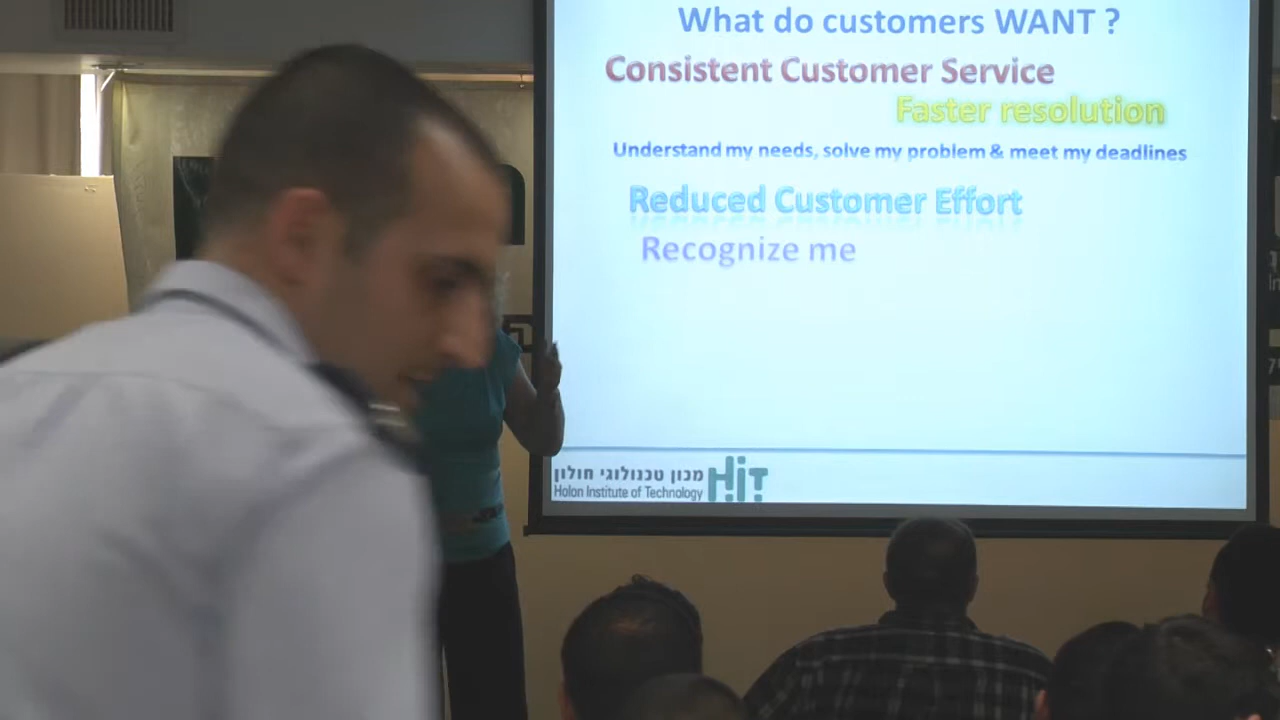 What do customers WANT ?
Consistent Customer Service
Faster resolution
Understand my needs, solve my problem & meet my deadlines
Reduced Customer Effort
Recognize me
מכון טכנולוגי חולון
Holon Institute of Technology
HiT